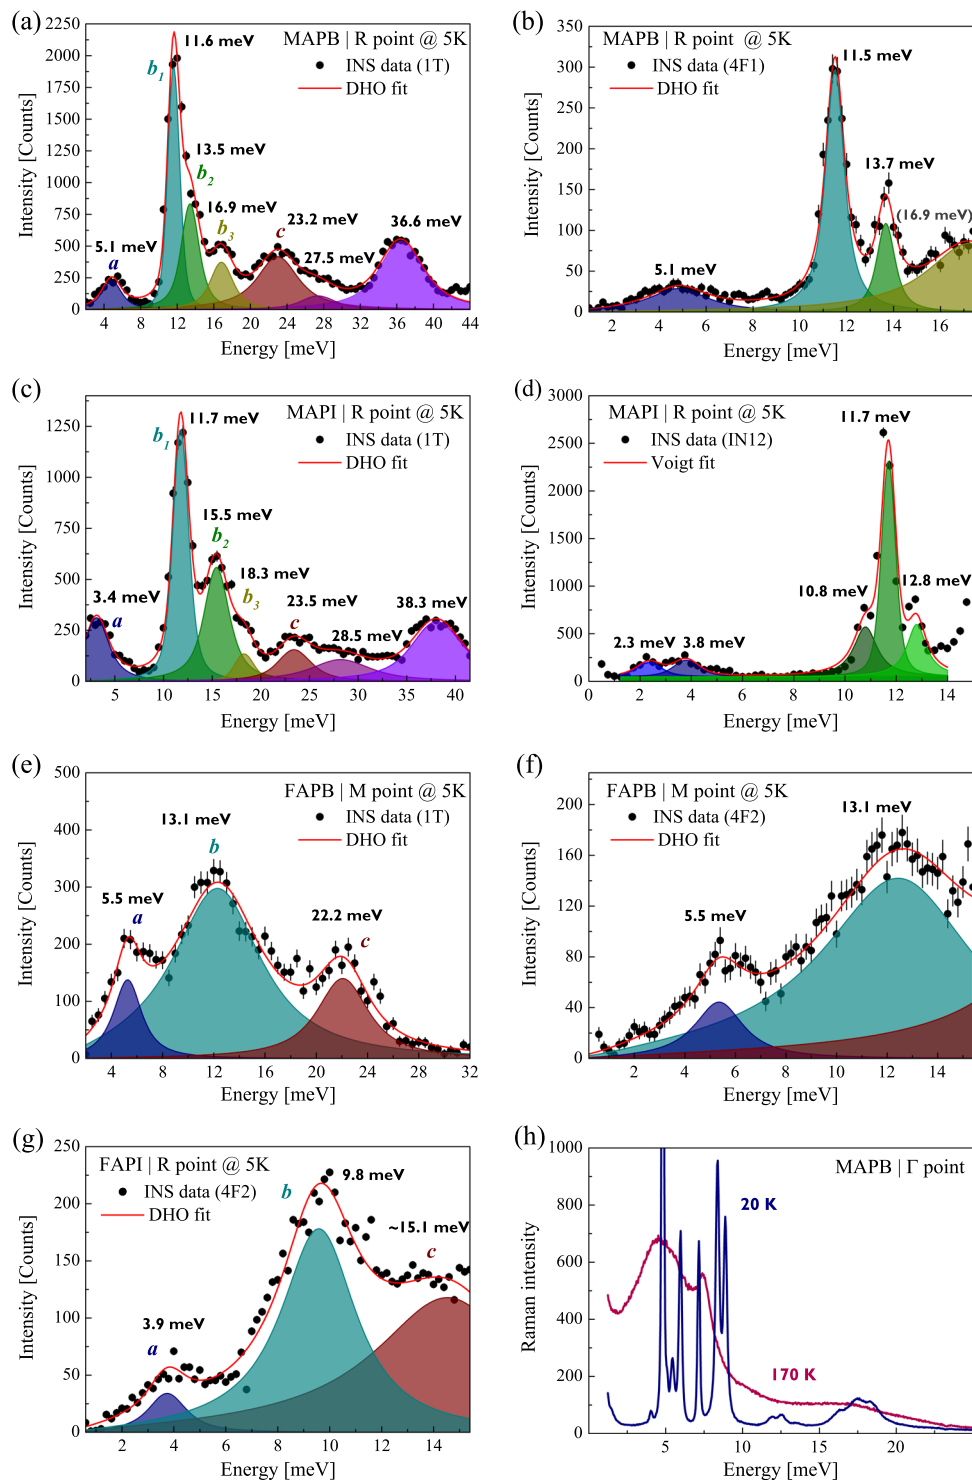 (a)
2250
2000
1750
1500
1250
1000
750
500
250
0
Intensity [Counts]
4 8 12 16 20 24 28 32 36 40 44
Energy [meV]
MAPB | R point @ 5K
INS data (1T)
DHO fit
11.6 meV
b1
13.5 meV
b2
16.9 meV
b3
5.1 meV
a
23.2 meV
c
27.5 meV
36.6 meV
(b)
300
250
200
150
100
50
0
Intensity [Counts]
2 4 6 8 10 12 14 16
Energy [meV]
MAPB | R point @ 5K
INS data (4F1)
DHO fit
11.5 meV
13.7 meV
(16.9 meV)
5.1 meV
(c)
1250
1000
750
500
250
0
Intensity [Counts]
5 10 15 20 25 30 35 40
Energy [meV]
MAPI | R point @ 5K
INS data (1T)
DHO fit
11.7 meV
b1
15.5 meV
b2
18.3 meV
b3
3.4 meV
a
23.5 meV
c
28.5 meV
38.3 meV
(d)
3000
2500
2000
1500
1000
500
0
Intensity [Counts]
0 2 4 6 8 10 12 14
Energy [meV]
MAPI | R point @ 5K
11.7 meV
INS data (IN12)
Voigt fit
10.8 meV
12.8 meV
2.3 meV
3.8 meV
(e)
500
400
300
200
100
0
Intensity [Counts]
4 8 12 16 20 24 28 32
Energy [meV]
FAPB | M point @ 5K
INS data (1T)
DHO fit
13.1 meV
b
5.5 meV
a
22.2 meV
c
(f)
200
160
120
80
40
0
Intensity [Counts]
2 4 6 8 10 12 14
Energy [meV]
FAPB | M point @ 5K
INS data (4F2)
DHO fit
13.1 meV
5.5 meV
(g)
250
200
150
100
50
0
Intensity [Counts]
2 4 6 8 10 12 14
Energy [meV]
FAPI | R point @ 5K
INS data (4F2)
DHO fit
9.8 meV
b
~15.1 meV
c
3.9 meV
a
(h)
1000
800
600
400
200
0
Raman intensity
5 10 15 20
Energy [meV]
MAPB | Γ point
20 K
170 K